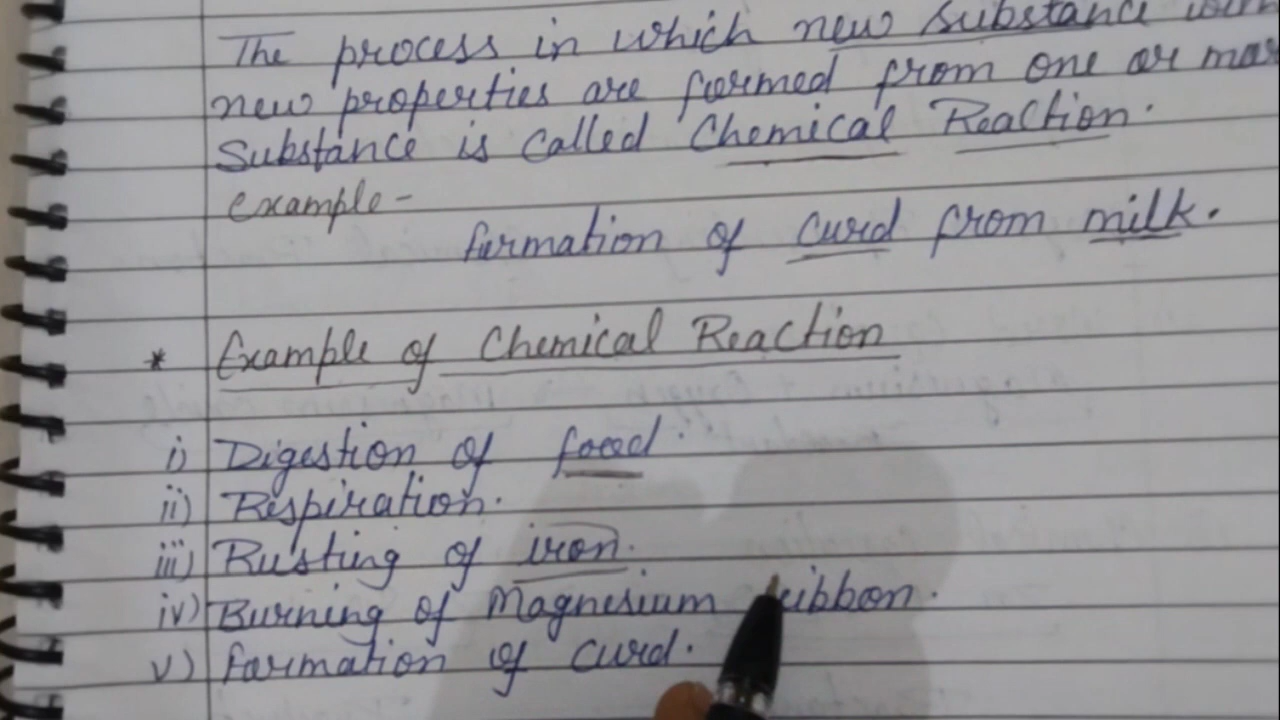 The process in which new substance with
new properties are formed from one or mor
Substance is called Chemical Reaction.
example-
formation of curd from milk.
* Example of Chemical Reaction
i) Digestion of food.
ii) Respiration.
iii) Rusting of iron.
iv) Burning of Magnesium ribbon.
v) formation of curd.